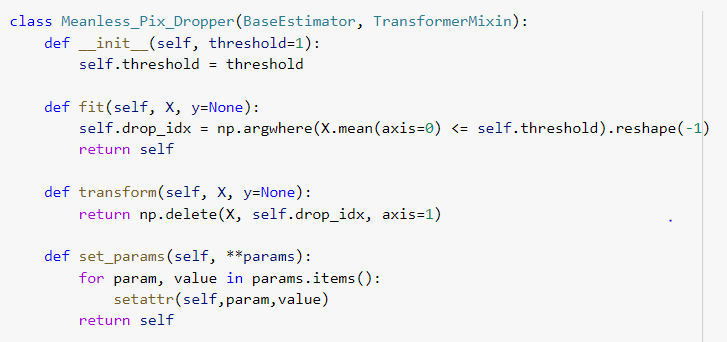 class Meanless_Pix_Dropper(BaseEstimator, TransformerMixin):
    def __init__(self, threshold=1):
        self.threshold = threshold
    def fit(self, X, y=None):
        self.drop_idx = np.argwhere(X.mean(axis=0) <= self.threshold).reshape(-1)
        return self
    def transform(self, X, y=None):
        return np.delete(X, self.drop_idx, axis=1)
    def set_params(self, **params):
        for param, value in params.items():
            setattr(self,param,value)
        return self